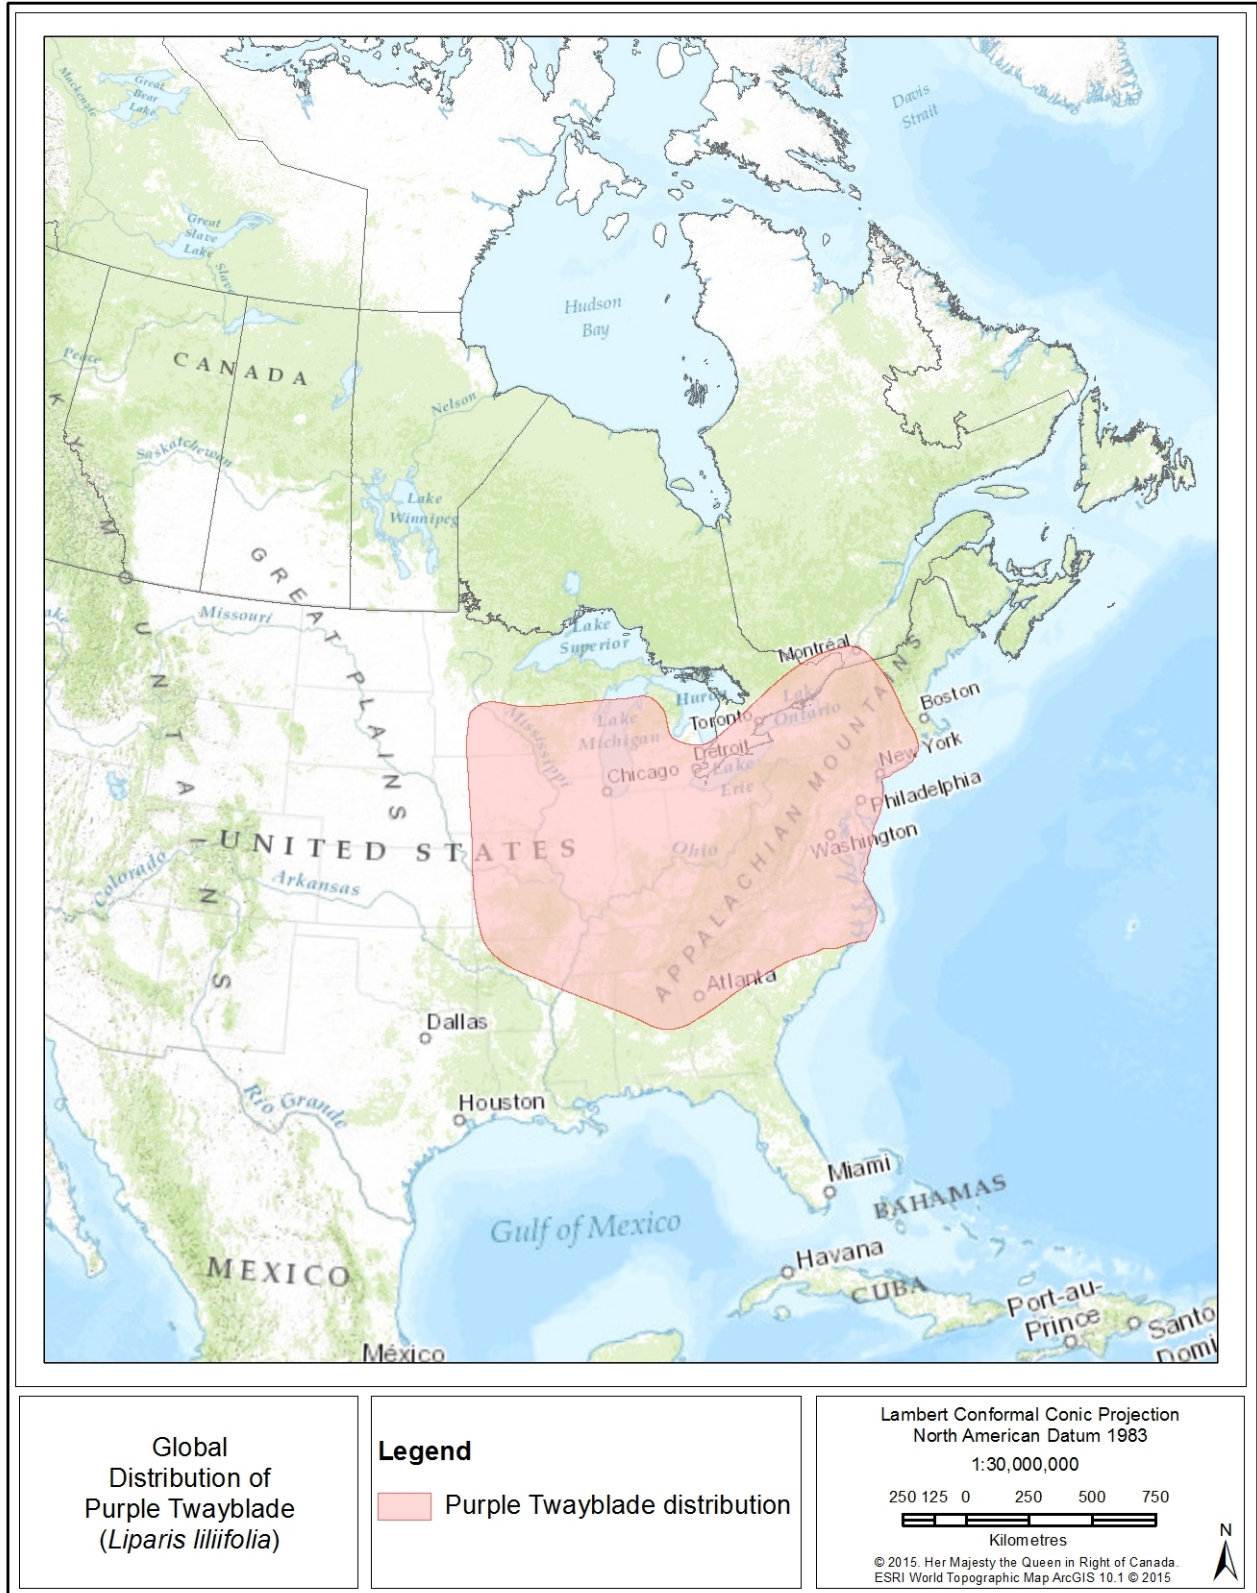 Davis
Strait
Mackenzie
Great
Bear
Lake
Great
Slave
Lake
Slave
Hudson
Bay
Peace
CANADA
Nelson
Saskatchewan
Lake
Winnipeg
GREAT PLAINS
Missouri
Lake
Superior
Montréal
Boston
Huron
Toronto
Lake
Ontario
Mississippi
Lake
Michigan
Detroit
New York
Chicago
Lake
Erie
Philadelphia
Washington
UNITED STATES
Ohio
Colorado
Arkansas
KY MOUNTAINS
APPALACHIAN MOUNTAINS
Atlanta
Dallas
Rio Grande
Houston
Miami
BAHAMAS
Gulf of Mexico
Havana
MEXICO
CUBA
Port-au-
Prince
Santo
Domi
México
Global
Distribution of
Purple Twayblade
(Liparis liliifolia)
Legend
Purple Twayblade distribution
Lambert Conformal Conic Projection
North American Datum 1983
1:30,000,000
250 125 0 250 500 750
Kilometres
© 2015. Her Majesty the Queen in Right of Canada.
ESRI World Topographic Map ArcGIS 10.1 © 2015
N